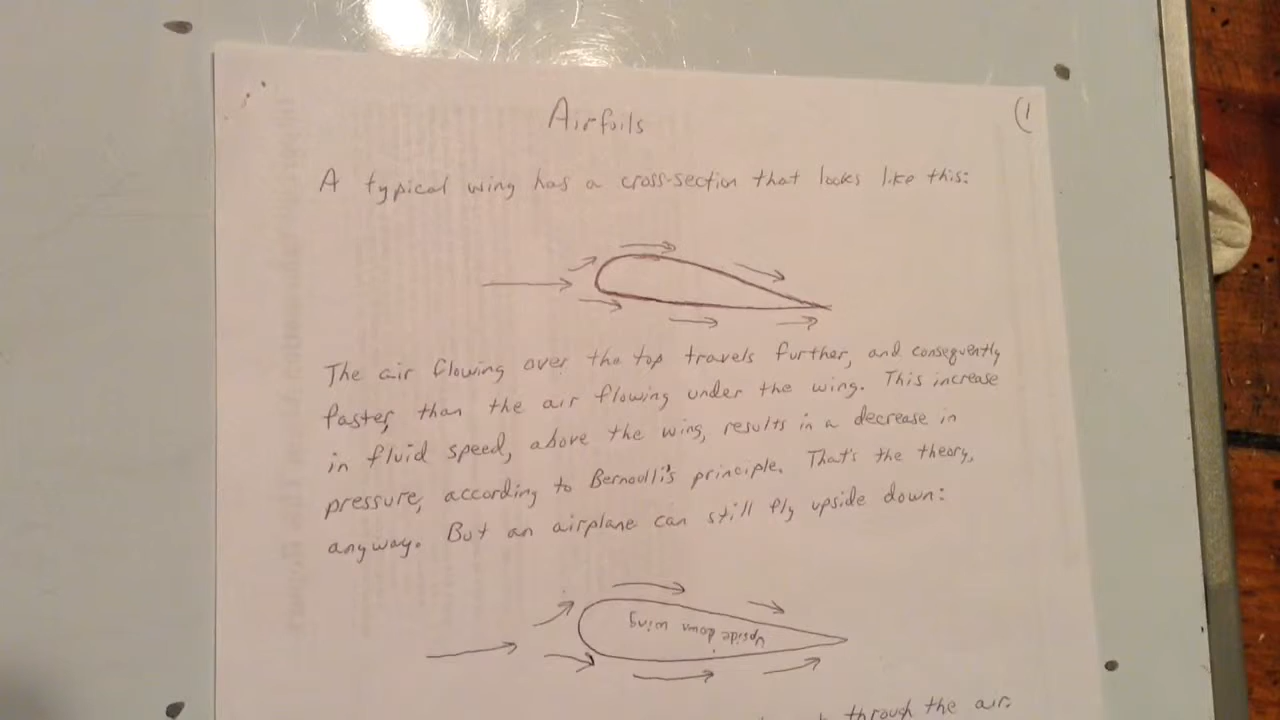 Airfoils
(1
A typical wing has a cross-section that looks like this:
The air flowing over the top travels further, and consequently
faster, than the air flowing under the wing. This increase
in fluid speed, above the wing, results in a decrease in
pressure, according to Bernoulli's principle. That's the theory,
anyway. But an airplane can still fly upside down:
upside down wing
through the air.